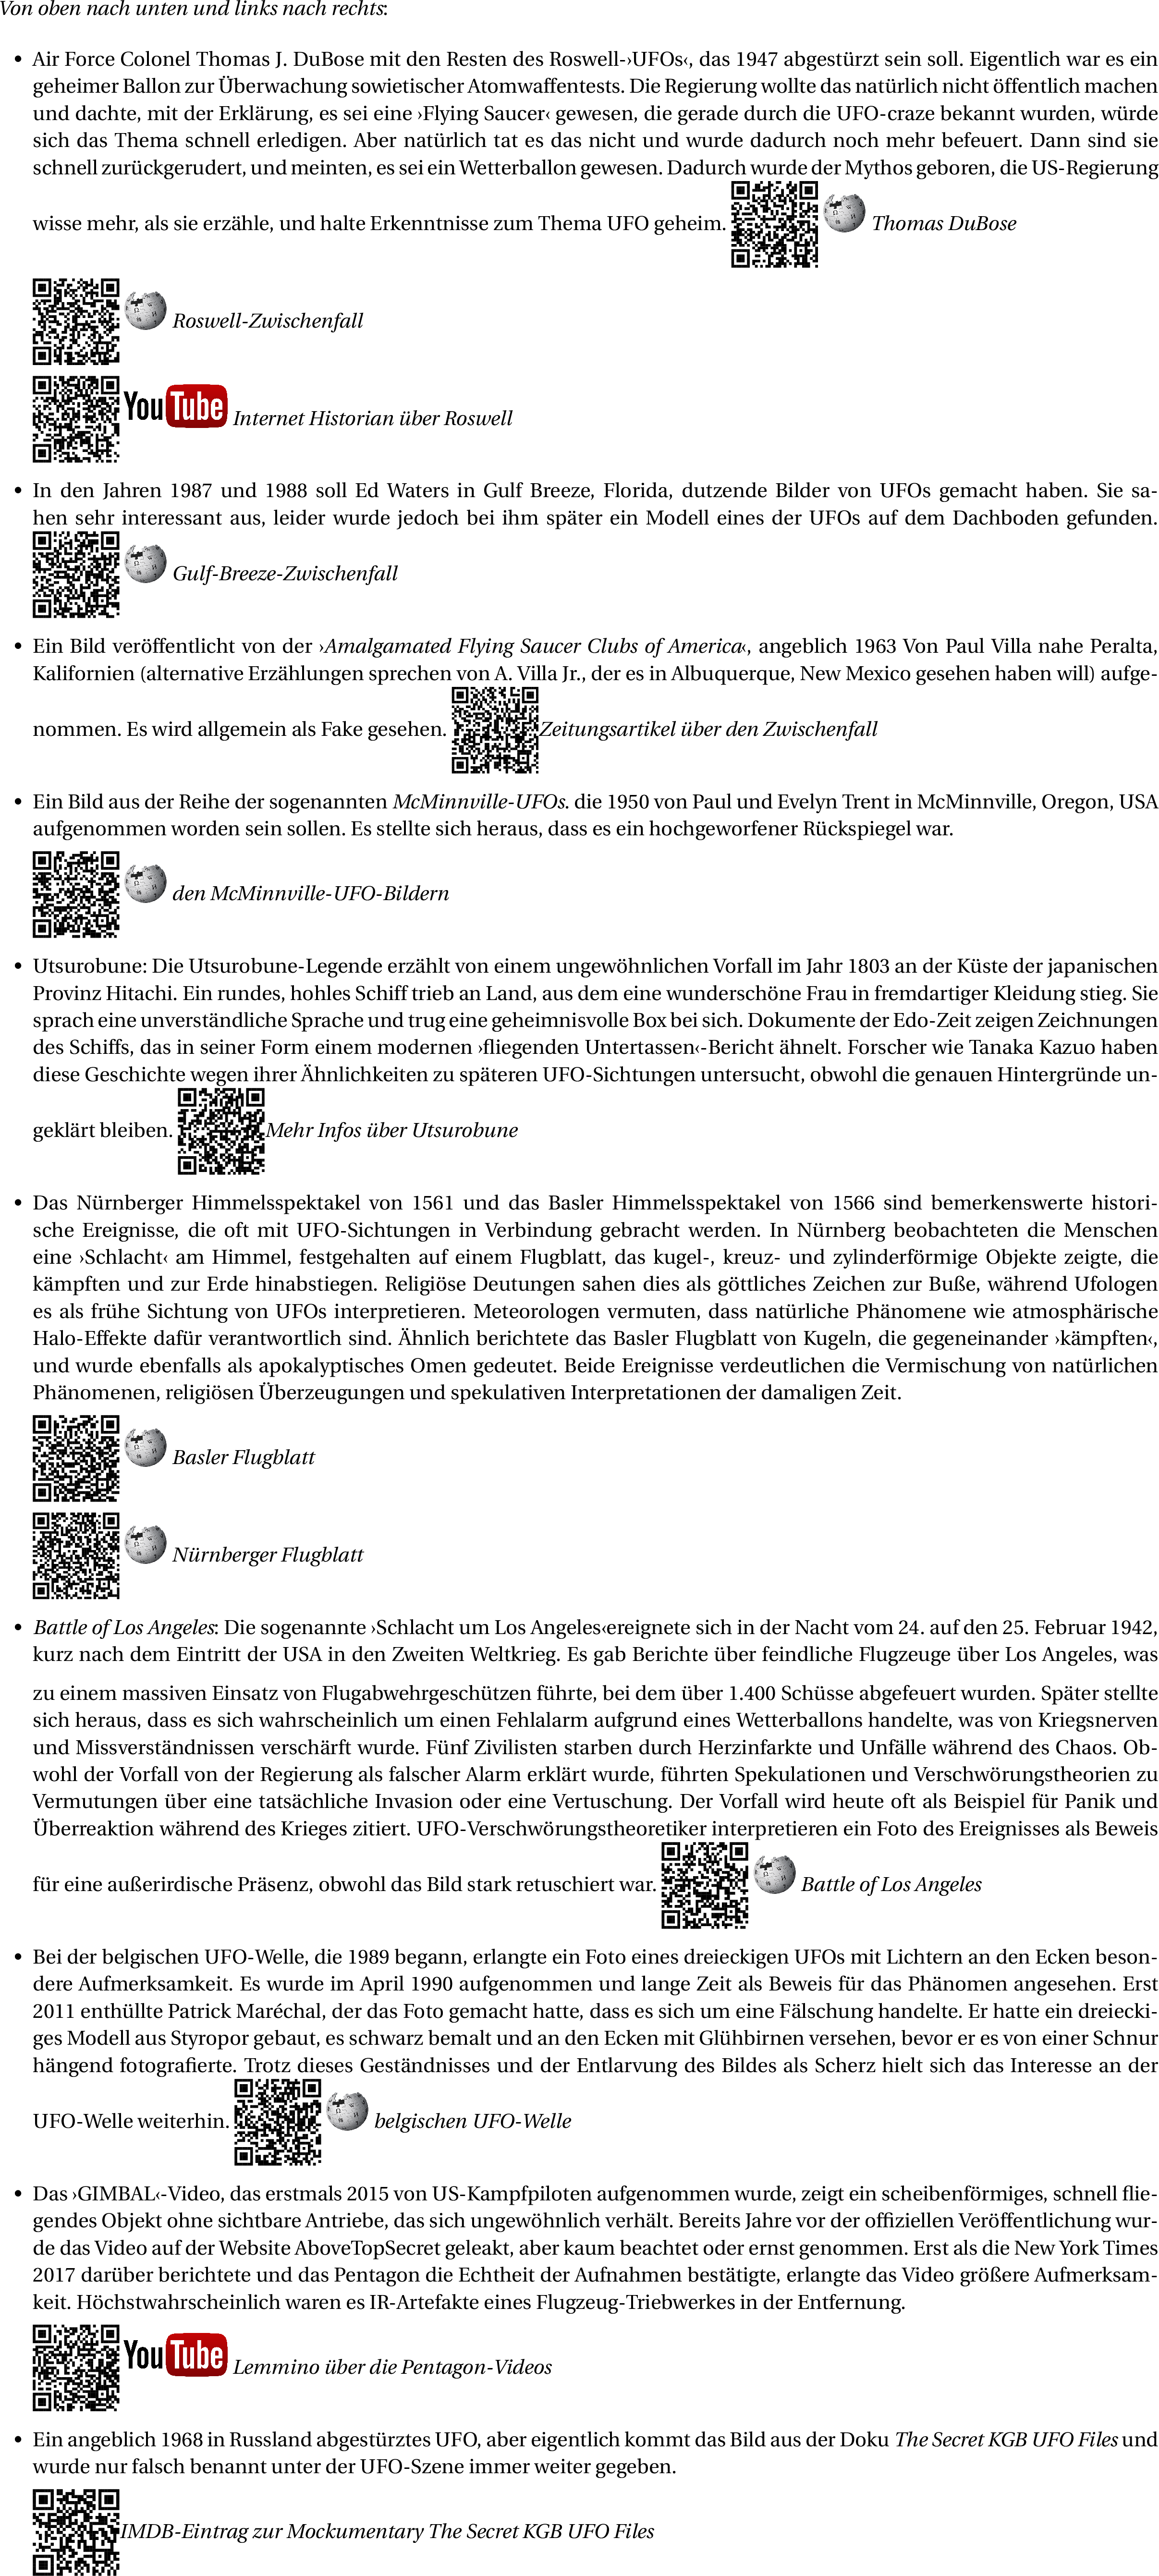 Von oben nach unten und links nach rechts:
• Air Force Colonel Thomas J. DuBose mit den Resten des Roswell-›UFOs‹, das 1947 abgestürzt sein soll. Eigentlich war es ein
geheimer Ballon zur Überwachung sowietischer Atomwaffentests. Die Regierung wollte das natürlich nicht öffentlich machen
und dachte, mit der Erklärung, es sei eine ›Flying Saucer‹ gewesen, die gerade durch die UFO-craze bekannt wurden, würde
sich das Thema schnell erledigen. Aber natürlich tat es das nicht und wurde dadurch noch mehr befeuert. Dann sind sie
schnell zurückgerudert, und meinten, es sei ein Wetterballon gewesen. Dadurch wurde der Mythos geboren, die US-Regierung
wisse mehr, als sie erzähle, und halte Erkenntnisse zum Thema UFO geheim. Thomas DuBose
Roswell-Zwischenfall
YouTube Internet Historian über Roswell
• In den Jahren 1987 und 1988 soll Ed Waters in Gulf Breeze, Florida, dutzende Bilder von UFOs gemacht haben. Sie sa-
hen sehr interessant aus, leider wurde jedoch bei ihm später ein Modell eines der UFOs auf dem Dachboden gefunden.
Gulf-Breeze-Zwischenfall
• Ein Bild veröffentlicht von der ›Amalgamated Flying Saucer Clubs of America‹, angeblich 1963 Von Paul Villa nahe Peralta,
Kalifornien (alternative Erzählungen sprechen von A. Villa Jr., der es in Albuquerque, New Mexico gesehen haben will) aufge-
nommen. Es wird allgemein als Fake gesehen. Zeitungsartikel über den Zwischenfall
• Ein Bild aus der Reihe der sogenannten McMinnville-UFOs. die 1950 von Paul und Evelyn Trent in McMinnville, Oregon, USA
aufgenommen worden sein sollen. Es stellte sich heraus, dass es ein hochgeworfener Rückspiegel war.
den McMinnville-UFO-Bildern
• Utsurobune: Die Utsurobune-Legende erzählt von einem ungewöhnlichen Vorfall im Jahr 1803 an der Küste der japanischen
Provinz Hitachi. Ein rundes, hohles Schiff trieb an Land, aus dem eine wunderschöne Frau in fremdartiger Kleidung stieg. Sie
sprach eine unverständliche Sprache und trug eine geheimnisvolle Box bei sich. Dokumente der Edo-Zeit zeigen Zeichnungen
des Schiffs, das in seiner Form einem modernen ›fliegenden Untertassen‹-Bericht ähnelt. Forscher wie Tanaka Kazuo haben
diese Geschichte wegen ihrer Ähnlichkeiten zu späteren UFO-Sichtungen untersucht, obwohl die genauen Hintergründe un-
geklärt bleiben. Mehr Infos über Utsurobune
• Das Nürnberger Himmelsspektakel von 1561 und das Basler Himmelsspektakel von 1566 sind bemerkenswerte histori-
sche Ereignisse, die oft mit UFO-Sichtungen in Verbindung gebracht werden. In Nürnberg beobachteten die Menschen
eine ›Schlacht‹ am Himmel, festgehalten auf einem Flugblatt, das kugel-, kreuz- und zylinderförmige Objekte zeigte, die
kämpften und zur Erde hinabstiegen. Religiöse Deutungen sahen dies als göttliches Zeichen zur Buße, während Ufologen
es als frühe Sichtung von UFOs interpretieren. Meteorologen vermuten, dass natürliche Phänomene wie atmosphärische
Halo-Effekte dafür verantwortlich sind. Ähnlich berichtete das Basler Flugblatt von Kugeln, die gegeneinander ›kämpften‹,
und wurde ebenfalls als apokalyptisches Omen gedeutet. Beide Ereignisse verdeutlichen die Vermischung von natürlichen
Phänomenen, religiösen Überzeugungen und spekulativen Interpretationen der damaligen Zeit.
Basler Flugblatt
Nürnberger Flugblatt
• Battle of Los Angeles: Die sogenannte ›Schlacht um Los Angeles‹ereignete sich in der Nacht vom 24. auf den 25. Februar 1942,
kurz nach dem Eintritt der USA in den Zweiten Weltkrieg. Es gab Berichte über feindliche Flugzeuge über Los Angeles, was
zu einem massiven Einsatz von Flugabwehrgeschützen führte, bei dem über 1.400 Schüsse abgefeuert wurden. Später stellte
sich heraus, dass es sich wahrscheinlich um einen Fehlalarm aufgrund eines Wetterballons handelte, was von Kriegsnerven
und Missverständnissen verschärft wurde. Fünf Zivilisten starben durch Herzinfarkte und Unfälle während des Chaos. Ob-
wohl der Vorfall von der Regierung als falscher Alarm erklärt wurde, führten Spekulationen und Verschwörungstheorien zu
Vermutungen über eine tatsächliche Invasion oder eine Vertuschung. Der Vorfall wird heute oft als Beispiel für Panik und
Überreaktion während des Krieges zitiert. UFO-Verschwörungstheoretiker interpretieren ein Foto des Ereignisses als Beweis
für eine außerirdische Präsenz, obwohl das Bild stark retuschiert war. Battle of Los Angeles
• Bei der belgischen UFO-Welle, die 1989 begann, erlangte ein Foto eines dreieckigen UFOs mit Lichtern an den Ecken beson-
dere Aufmerksamkeit. Es wurde im April 1990 aufgenommen und lange Zeit als Beweis für das Phänomen angesehen. Erst
2011 enthüllte Patrick Maréchal, der das Foto gemacht hatte, dass es sich um eine Fälschung handelte. Er hatte ein dreiecki-
ges Modell aus Styropor gebaut, es schwarz bemalt und an den Ecken mit Glühbirnen versehen, bevor er es von einer Schnur
hängend fotografierte. Trotz dieses Geständnisses und der Entlarvung des Bildes als Scherz hielt sich das Interesse an der
UFO-Welle weiterhin. belgischen UFO-Welle
• Das ›GIMBAL‹-Video, das erstmals 2015 von US-Kampfpiloten aufgenommen wurde, zeigt ein scheibenförmiges, schnell flie-
gendes Objekt ohne sichtbare Antriebe, das sich ungewöhnlich verhält. Bereits Jahre vor der offiziellen Veröffentlichung wur-
de das Video auf der Website AboveTopSecret geleakt, aber kaum beachtet oder ernst genommen. Erst als die New York Times
2017 darüber berichtete und das Pentagon die Echtheit der Aufnahmen bestätigte, erlangte das Video größere Aufmerksam-
keit. Höchstwahrscheinlich waren es IR-Artefakte eines Flugzeug-Triebwerkes in der Entfernung.
YouTube Lemmino über die Pentagon-Videos
• Ein angeblich 1968 in Russland abgestürztes UFO, aber eigentlich kommt das Bild aus der Doku The Secret KGB UFO Files und
wurde nur falsch benannt unter der UFO-Szene immer weiter gegeben.
IMDB-Eintrag zur Mockumentary The Secret KGB UFO Files